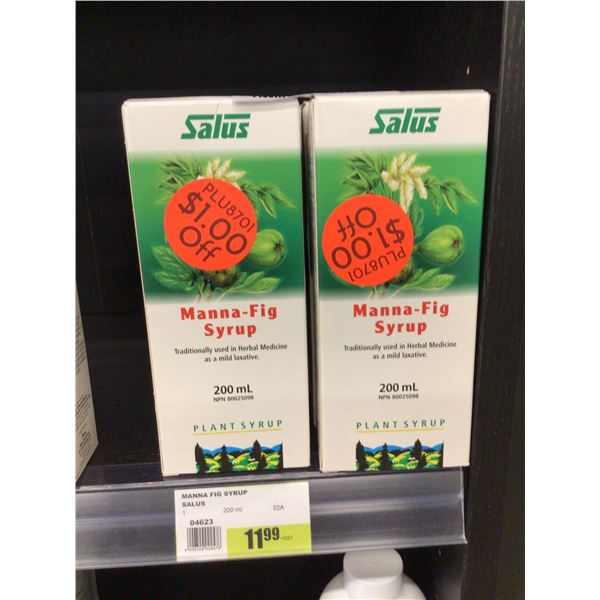 Salus
PLU8701
$1.00
Off
Manna-Fig
Syrup
Traditionally used in Herbal Medicine
as a mild laxative.
200 mL
NPN 80025098
PLANT SYRUP
Salus
PLU8701
$1.00
Off
Manna-Fig
Syrup
Traditionally used in Herbal Medicine
as a mild laxative.
200 mL
NPN 80025098
PLANT SYRUP
MANNA FIG SYRUP
SALUS
1 200 ml 02A
04623
11.99 +GST